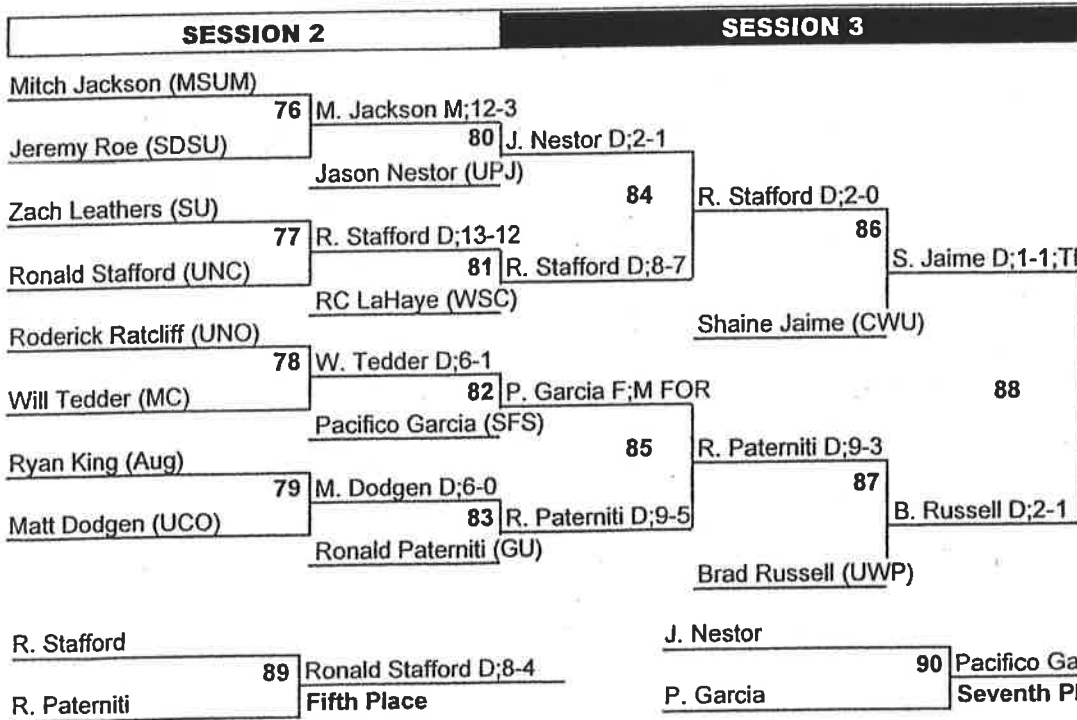 SESSION 2
SESSION 3
Mitch Jackson (MSUM)
76 M. Jackson M;12-3
Jeremy Roe (SDSU)
80 J. Nestor D;2-1
Jason Nestor (UPJ)
84 R. Stafford D;2-0
Zach Leathers (SU)
77 R. Stafford D;13-12
86
Ronald Stafford (UNC)
81 R. Stafford D;8-7
S. Jaime D;1-1;
RC LaHaye (WSC)
Shaine Jaime (CWU)
Roderick Ratcliff (UNO)
78 W. Tedder D;6-1
Will Tedder (MC)
82 P. Garcia F;M FOR
88
Pacifico Garcia (SFS)
85 R. Paterniti D;9-3
Ryan King (Aug)
79 M. Dodgen D;6-0
87
Matt Dodgen (UCO)
83 R. Paterniti D;9-5
B. Russell D;2-1
Ronald Paterniti (GU)
Brad Russell (UWP)
R. Stafford
89 Ronald Stafford D;8-4
R. Paterniti
Fifth Place
J. Nestor
90 Pacifico
P. Garcia
Seventh